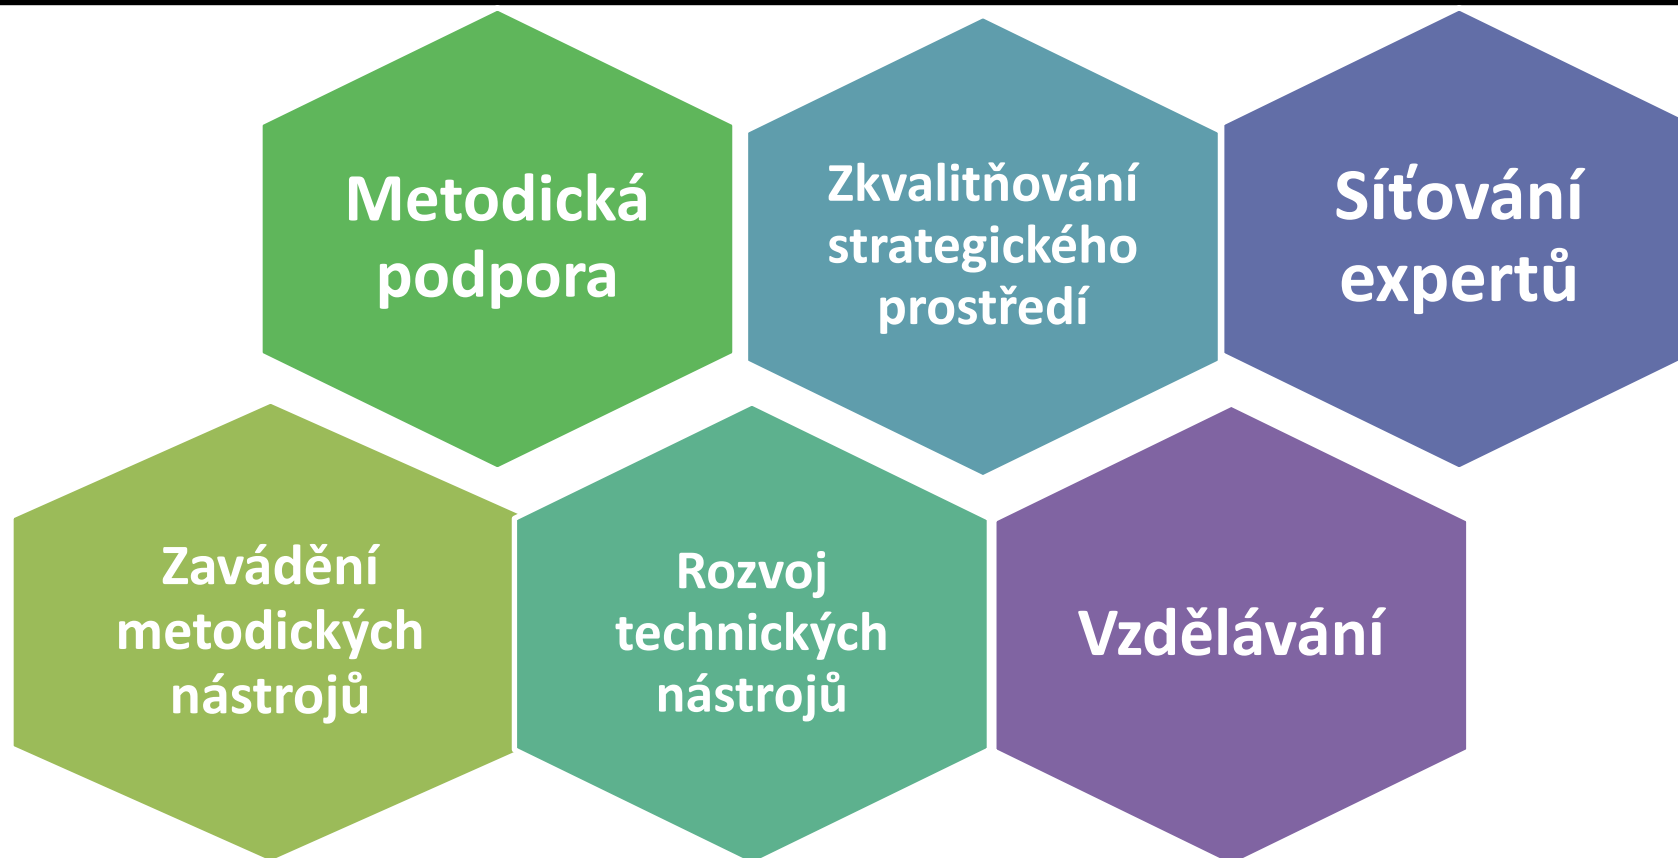 Metodická
podpora
Zkvalitňování
strategického
prostředí
Síťování
expertů
Zavádění
metodických
nástrojů
Rozvoj
technických
nástrojů
Vzdělávání